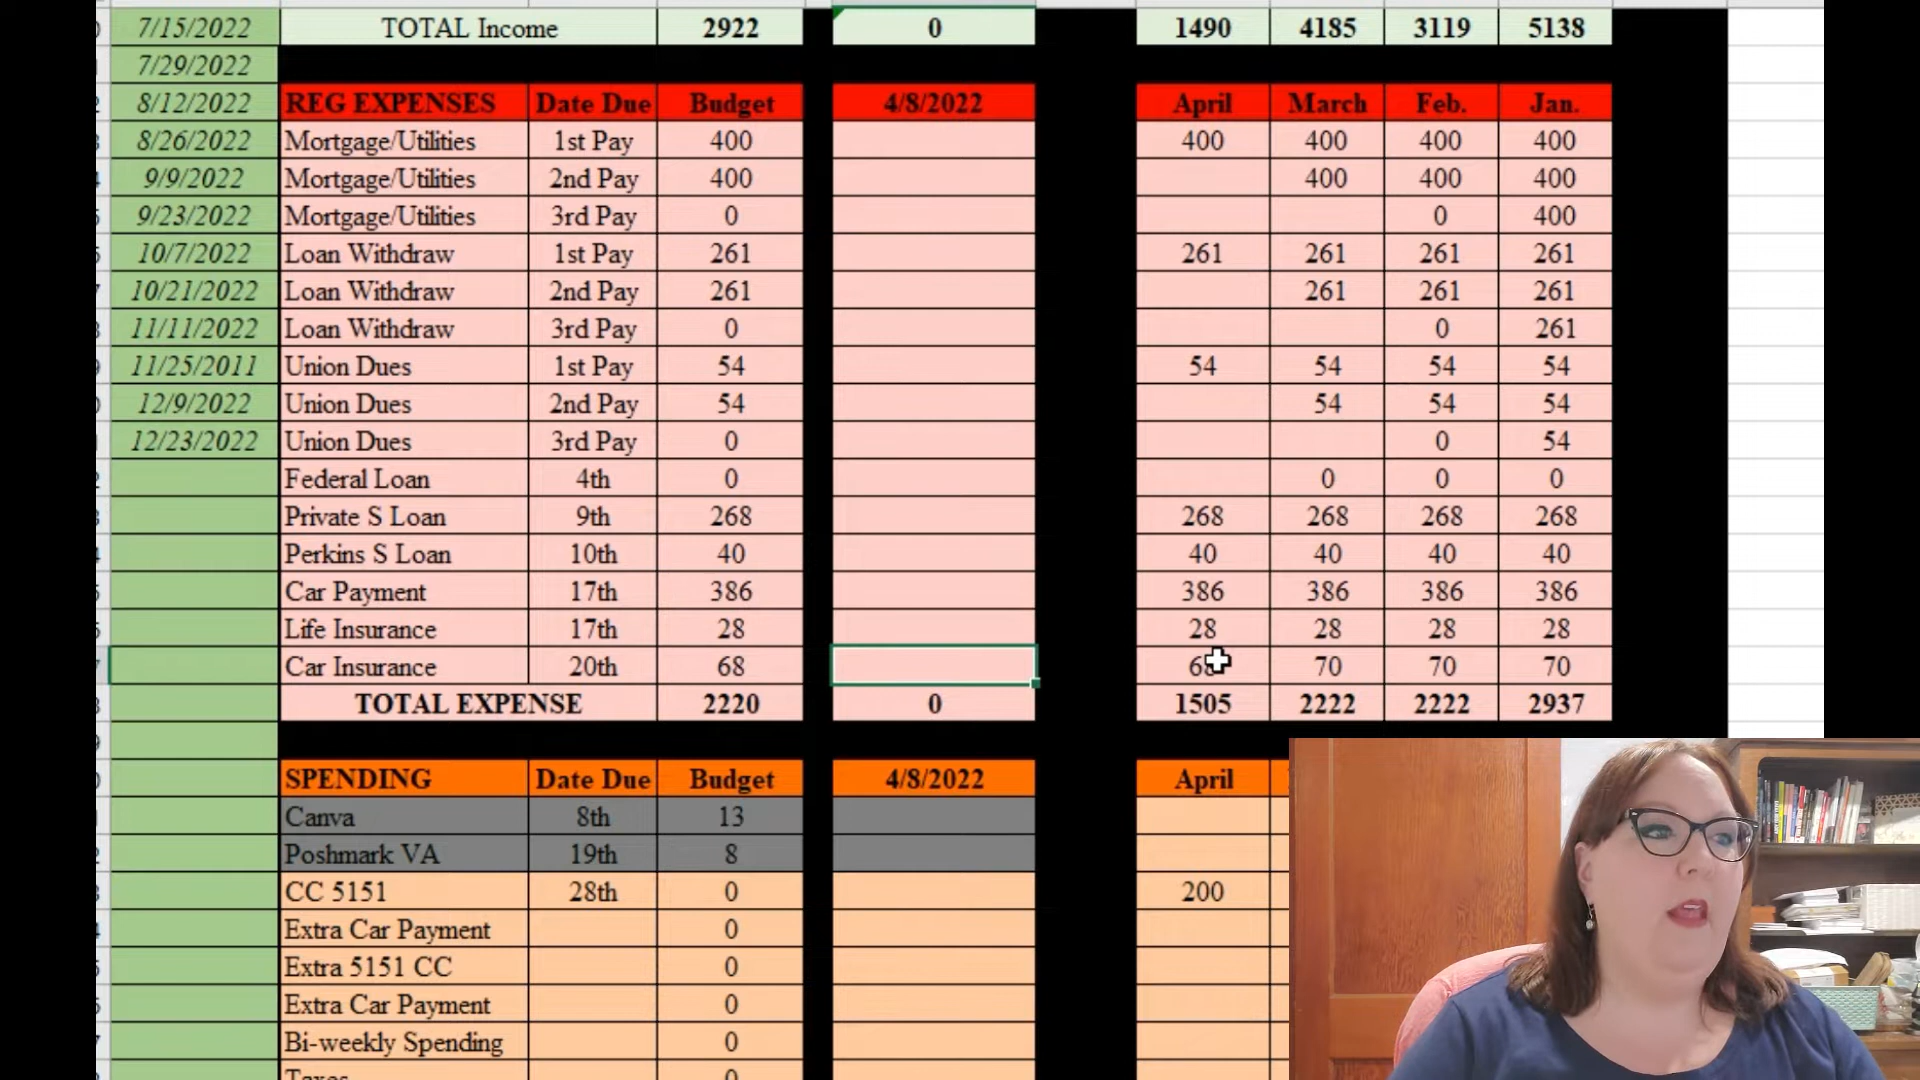 7/15/2022 TOTAL Income 2922 0 1490 4185 3119 5138
7/29/2022
8/12/2022 REG EXPENSES Date Due Budget 4/8/2022 April March Feb. Jan.
8/26/2022 Mortgage/Utilities 1st Pay 400 400 400 400 400
9/9/2022 Mortgage/Utilities 2nd Pay 400 400 400 400
9/23/2022 Mortgage/Utilities 3rd Pay 0 0 400
10/7/2022 Loan Withdraw 1st Pay 261 261 261 261 261
10/21/2022 Loan Withdraw 2nd Pay 261 261 261 261
11/11/2022 Loan Withdraw 3rd Pay 0 0 261
11/25/2011 Union Dues 1st Pay 54 54 54 54 54
12/9/2022 Union Dues 2nd Pay 54 54 54 54
12/23/2022 Union Dues 3rd Pay 0 0 54
Federal Loan 4th 0 0 0 0
Private S Loan 9th 268 268 268 268 268
Perkins S Loan 10th 40 40 40 40 40
Car Payment 17th 386 386 386 386 386
Life Insurance 17th 28 28 28 28 28
Car Insurance 20th 68 70 70 70
TOTAL EXPENSE 2220 0 1505 2222 2222 2937
SPENDING Date Due Budget 4/8/2022 April
Canva 8th 13
Poshmark VA 19th 8
CC 5151 28th 0 200
Extra Car Payment 0
Extra 5151 CC 0
Extra Car Payment 0
Bi-weekly Spending 0
Taxes 0